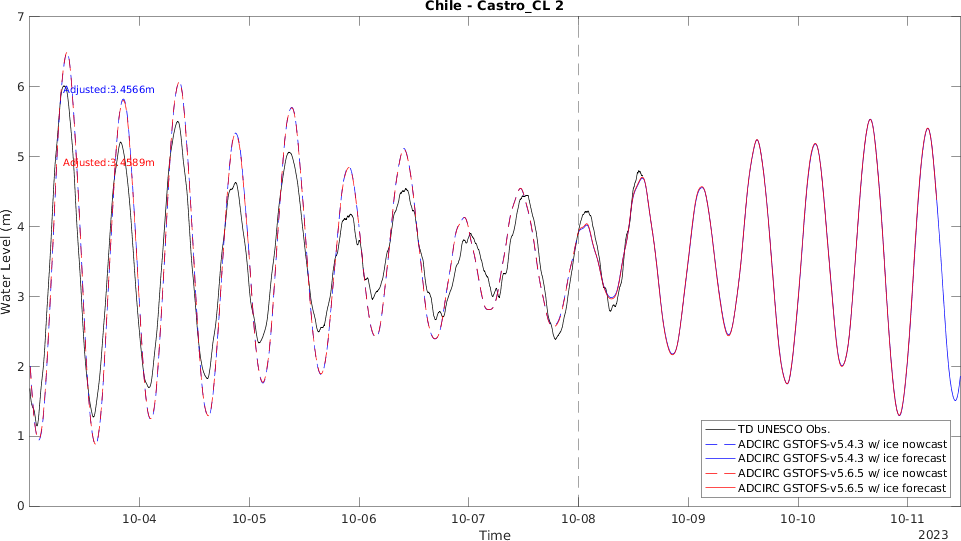 Chile - Castro_CL 2
7
6
5
4
3
2
1
0
Water Level (m)
Adjusted:3.4566m
Adjusted:3.4589m
TD UNESCO Obs.
ADCIRC GSTOFS-v5.4.3 w/ ice nowcast
ADCIRC GSTOFS-v5.4.3 w/ ice forecast
ADCIRC GSTOFS-v5.6.5 w/ ice nowcast
ADCIRC GSTOFS-v5.6.5 w/ ice forecast
10-04 10-05 10-06 10-07 10-08 10-09 10-10 10-11
Time
2023